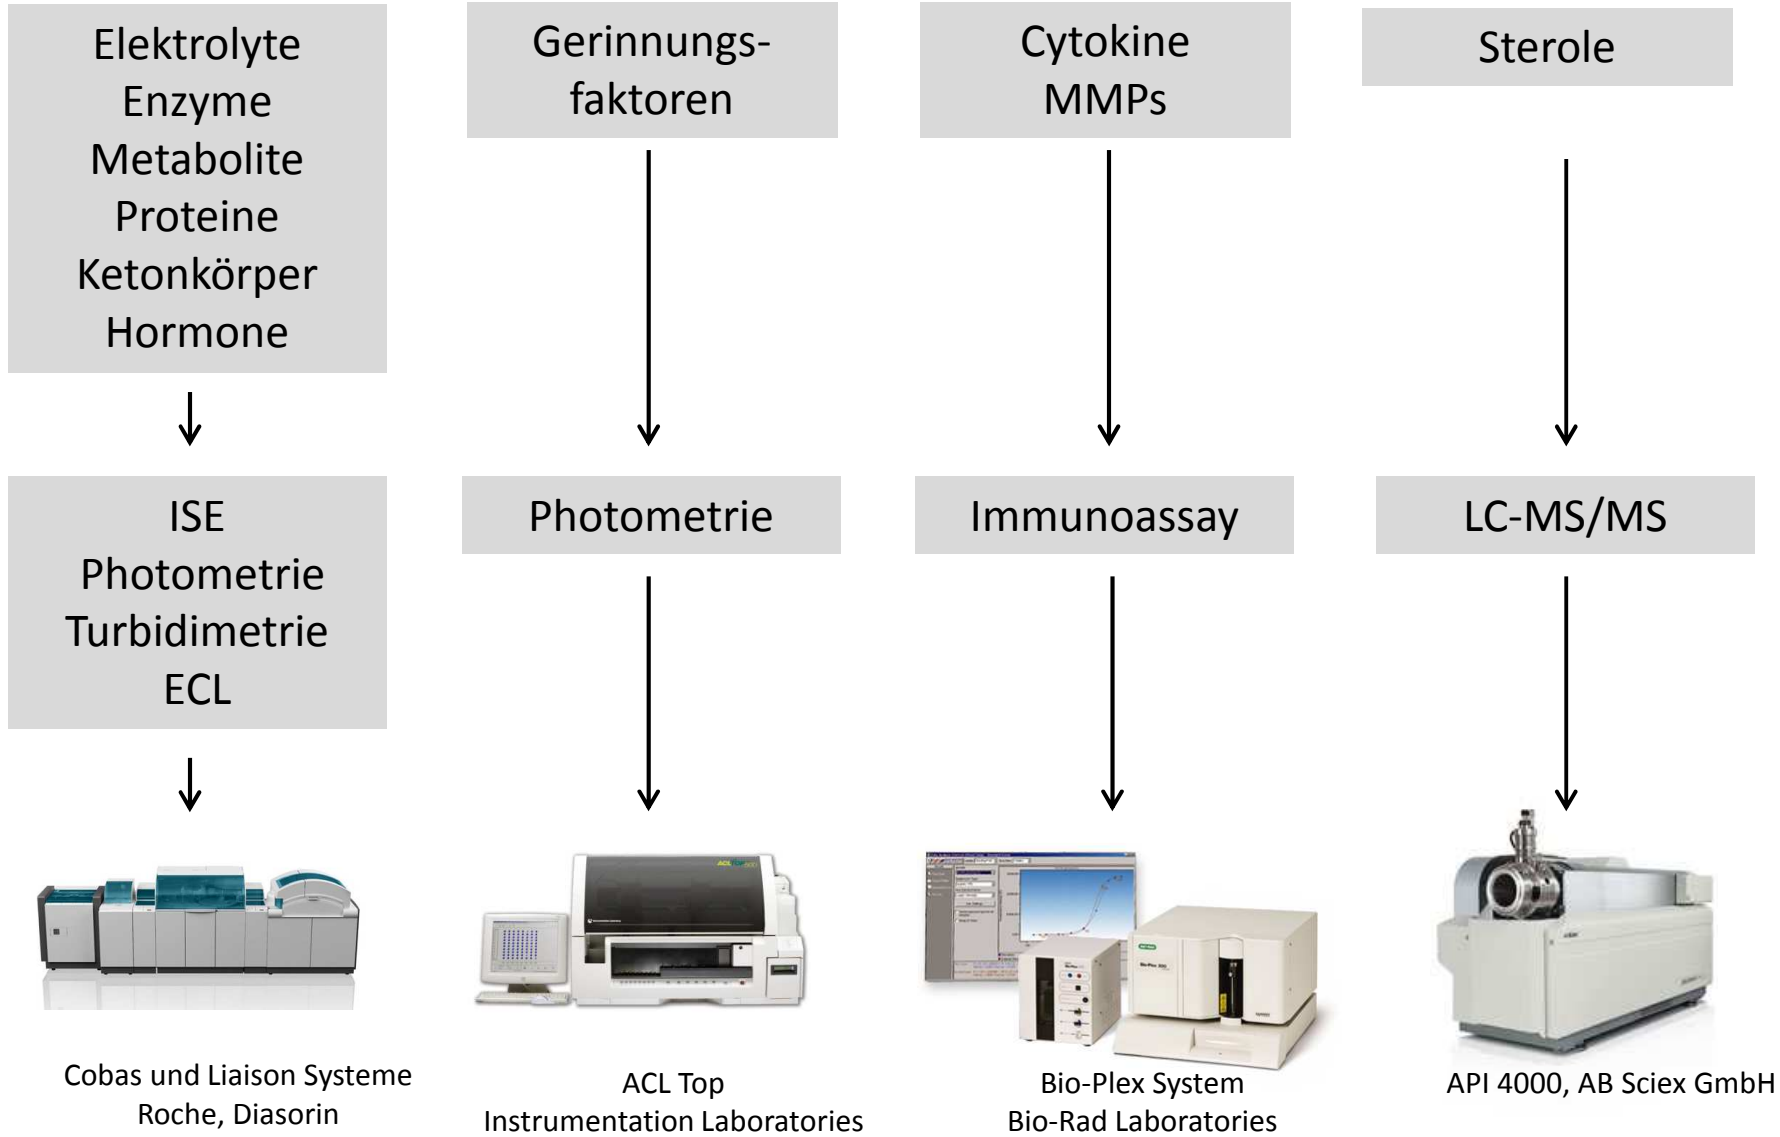 Elektrolyte
Enzyme
Metabolite
Proteine
Ketonkörper
Hormone
Gerinnungs-
faktoren
Cytokine
MMPs
Sterole
ISE
Photometrie
Turbidimetrie
ECL
Photometrie
Immunoassay
LC-MS/MS
ACL TOP
Cobas und Liaison Systeme
Roche, Diasorin
ACL Top
Instrumentation Laboratories
Bio-Plex System
Bio-Rad Laboratories
API 4000, AB Sciex GmbH